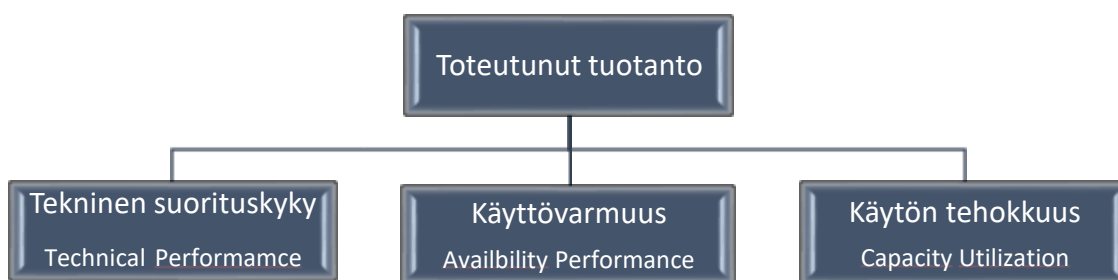 Toteutunut tuotanto
Tekninen suorituskyky
Technical Performamce
Käyttövarmuus
Availbility Performance
Käytön tehokkuus
Capacity Utilization